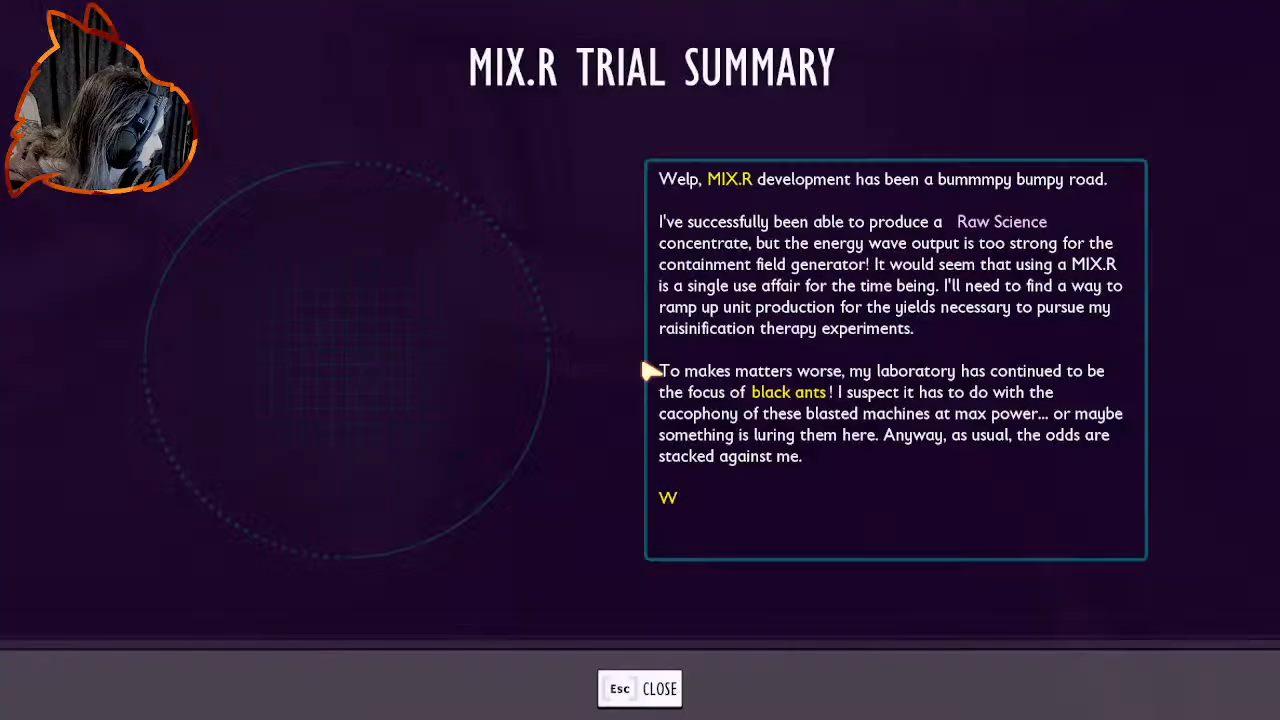 MIX.R TRIAL SUMMARY
Welp, MIX.R development has been a bummmpy bumpy road.
I've successfully been able to produce a Raw Science
concentrate, but the energy wave output is too strong for the
containment field generator! It would seem that using a MIX.R
is a single use affair for the time being. I'll need to find a way to
ramp up unit production for the yields necessary to pursue my
raisinification therapy experiments.
To makes matters worse, my laboratory has continued to be
the focus of black ants! I suspect it has to do with the
cacophony of these blasted machines at max power... or maybe
something is luring them here. Anyway, as usual, the odds are
stacked against me.
W
Esc CLOSE